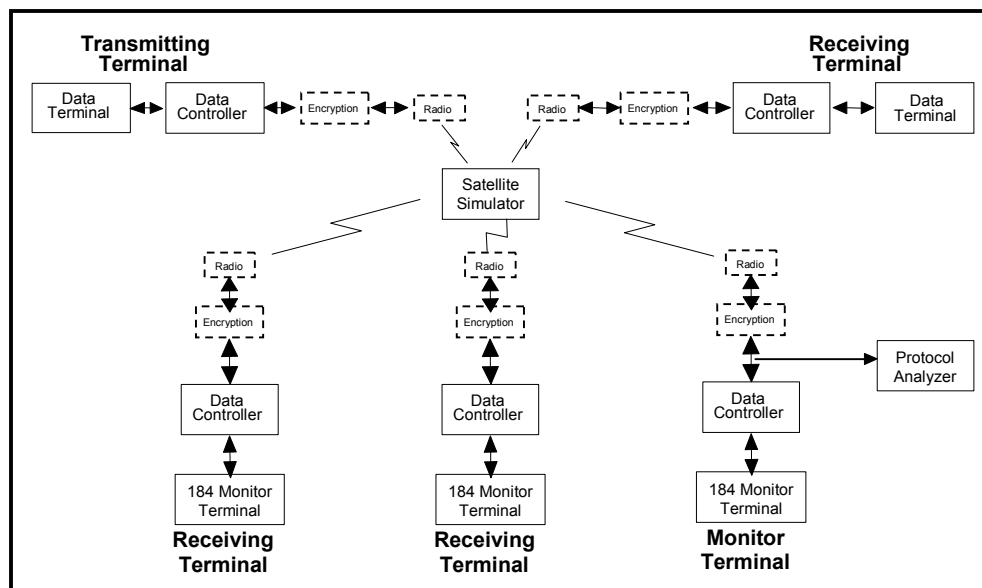 Transmitting
Terminal
Receiving
Terminal
Data
Terminal
Data
Controller
Encryption
Radio
Radio
Encryption
Data
Controller
Data
Terminal
Satellite
Simulator
Radio
Encryption
Data
Controller
184 Monitor
Terminal
Receiving
Terminal
Radio
Encryption
Data
Controller
184 Monitor
Terminal
Receiving
Terminal
Radio
Encryption
Protocol
Analyzer
Data
Controller
184 Monitor
Terminal
Monitor
Terminal